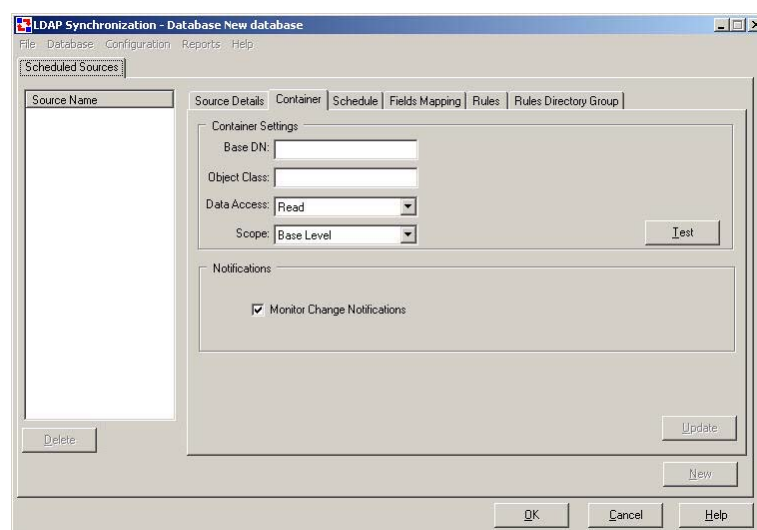 LDAP Synchronization - Database New database
File Database Configuration Reports Help
Scheduled Sources
Source Name
Source Details Container Schedule Fields Mapping Rules Rules Directory Group
Container Settings
Base DN:
Object Class:
Data Access: Read
Scope: Base Level
Test
Notifications
Monitor Change Notifications
Update
Delete
New
OK Cancel Help